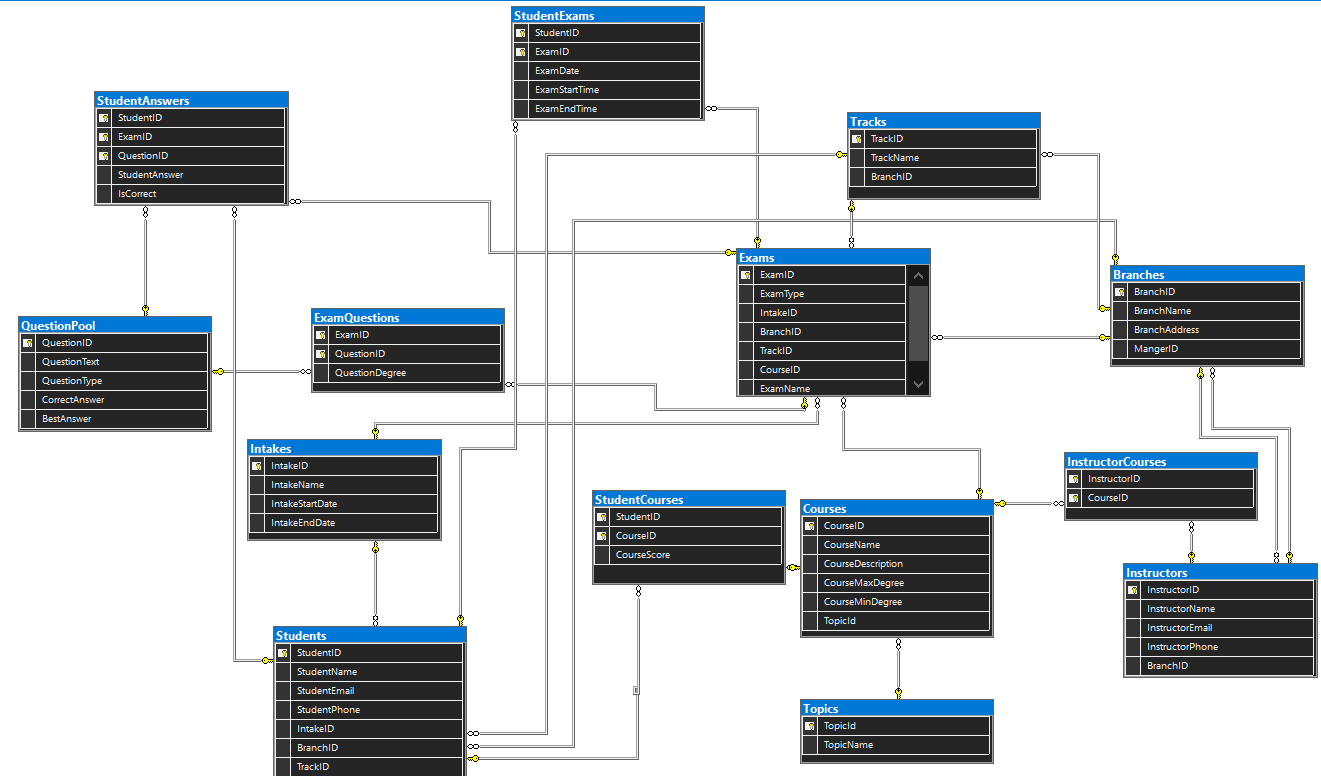 StudentExams
StudentID
ExamID
ExamDate
ExamStartTime
ExamEndTime
StudentAnswers
StudentID
ExamID
QuestionID
StudentAnswer
IsCorrect
Tracks
TrackID
TrackName
BranchID
Exams
ExamID
ExamType
IntakeID
BranchID
TrackID
CourseID
ExamName
Branches
BranchID
BranchName
BranchAddress
MangerID
QuestionPool
QuestionID
QuestionText
QuestionType
CorrectAnswer
BestAnswer
ExamQuestions
ExamID
QuestionID
QuestionDegree
Intakes
IntakeID
IntakeName
IntakeStartDate
IntakeEndDate
StudentCourses
StudentID
CourseID
CourseScore
Courses
CourseID
CourseName
CourseDescription
CourseMaxDegree
CourseMinDegree
TopicId
InstructorCourses
InstructorID
CourseID
Instructors
InstructorID
InstructorName
InstructorEmail
InstructorPhone
BranchID
Students
StudentID
StudentName
StudentEmail
StudentPhone
IntakeID
BranchID
TrackID
Topics
TopicId
TopicName